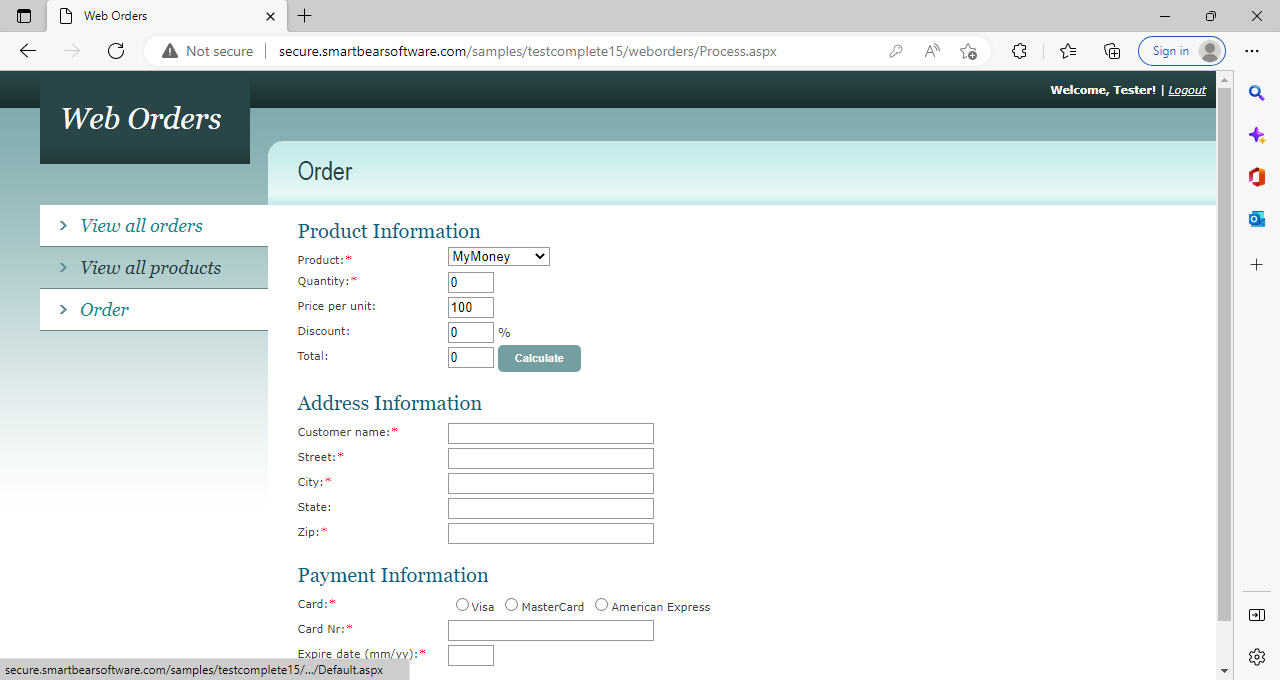 Web Orders
Not secure
secure.smartbearsoftware.com/samples/testcomplete15/weborders/Process.aspx
Sign in
Welcome, Tester! | Logout
Web Orders
Order
View all orders
View all products
Order
Product Information
Product:* MyMoney
Quantity:* 0
Price per unit: 100
Discount: 0 %
Total: 0 Calculate
Address Information
Customer name:*
Street:*
City:*
State:
Zip:*
Payment Information
Card:* Visa MasterCard American Express
Card Nr:*
Expire date (mm/yy):*
secure.smartbearsoftware.com/samples/testcomplete15/.../Default.aspx